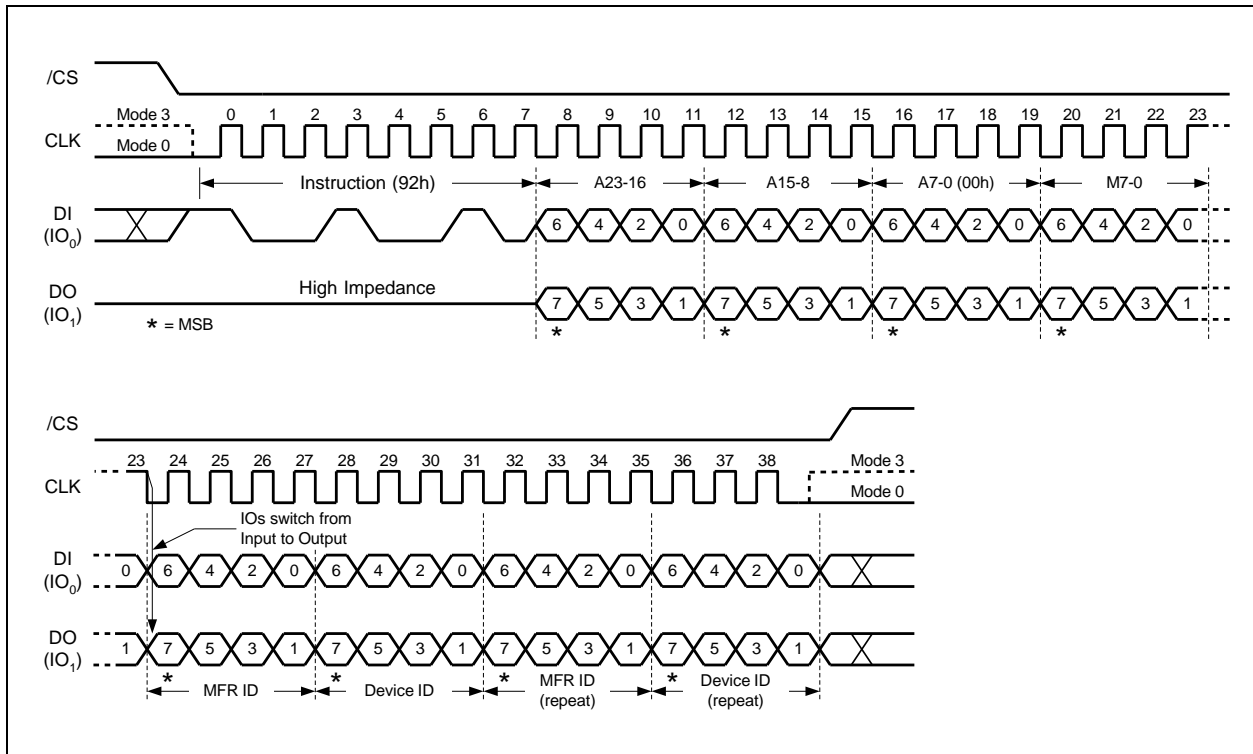 /CS
Mode 3 0 1 2 3 4 5 6 7 8 9 10 11 12 13 14 15 16 17 18 19 20 21 22 23
CLK
Mode 0
Instruction (92h) A23-16 A15-8 A7-0 (00h) M7-0
DI
(IO0) 6 4 2 0 6 4 2 0 6 4 2 0 6 4 2 0
High Impedance
DO
(IO1) 7 5 3 1 7 5 3 1 7 5 3 1 7 5 3 1
* = MSB * * * *
/CS
23 24 25 26 27 28 29 30 31 32 33 34 35 36 37 38 Mode 3
CLK
Mode 0
IOs switch from
Input to Output
DI
(IO0) 0 6 4 2 0 6 4 2 0 6 4 2 0 6 4 2 0
DO
(IO1) 1 7 5 3 1 7 5 3 1 7 5 3 1 7 5 3 1
* * * *
MFR ID Device ID MFR ID
(repeat) Device ID
(repeat)